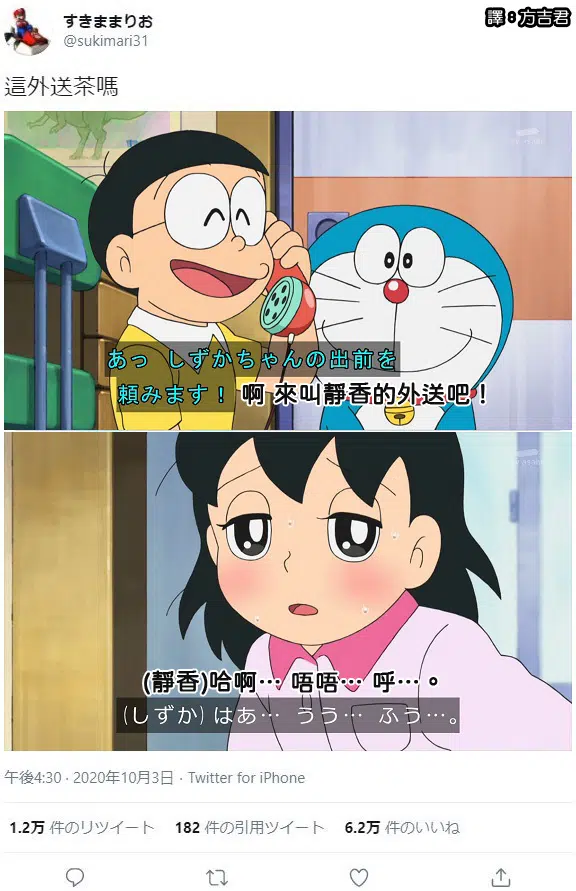 すきままりお
@sukimari31
譯:方吉君
這外送茶嗎
あっ しずかちゃんの出前を
頼みます! 啊 來叫靜香的外送吧!
(靜香)哈啊… 唔唔… 呼…。
(しずか)はあ… うう… ふう…。
午後4:30 · 2020年10月3日 · Twitter for iPhone
1.2万 件のリツイート 182 件の引用ツイート 6.2万 件のいいね